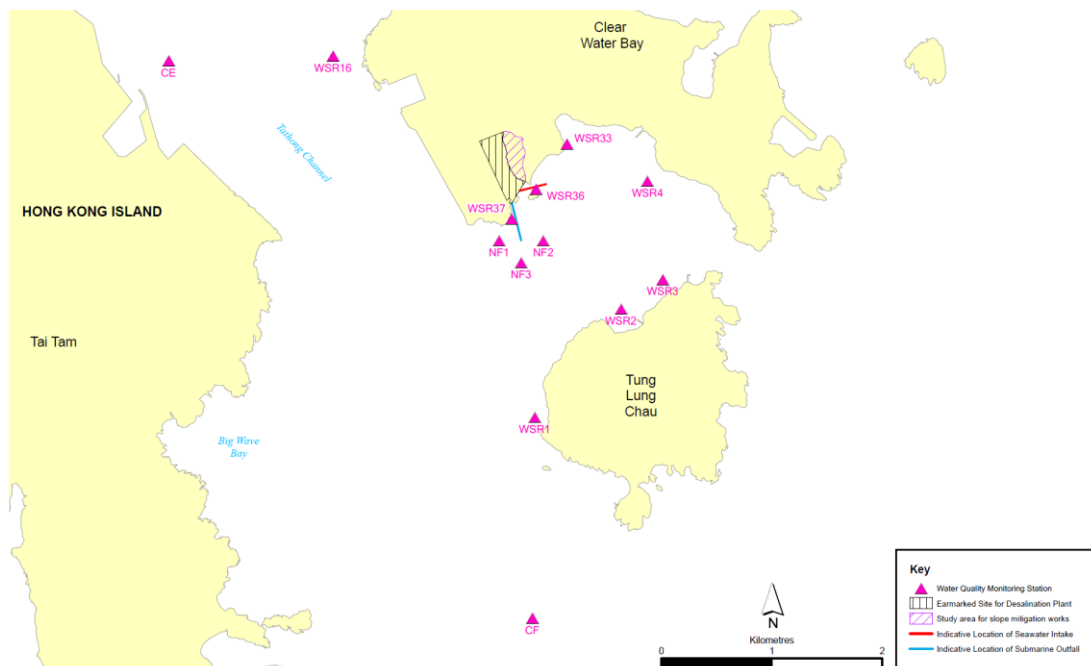 Clear
Water Bay
CE
WSR16
Tathong Channel
WSR33
WSR36
WSR4
HONG KONG ISLAND
WSR37
NF1
NF2
NF3
WSR3
WSR2
Tai Tam
Tung
Lung
Chau
WSR1
Big Wave
Bay
CF
N
Kilometres
0
1
2
Key
Water Quality Monitoring Station
Earmarked Site for Desalination Plant
Study area for slope mitigation works
Indicative Location of Seawater Intake
Indicative Location of Submarine Outfall